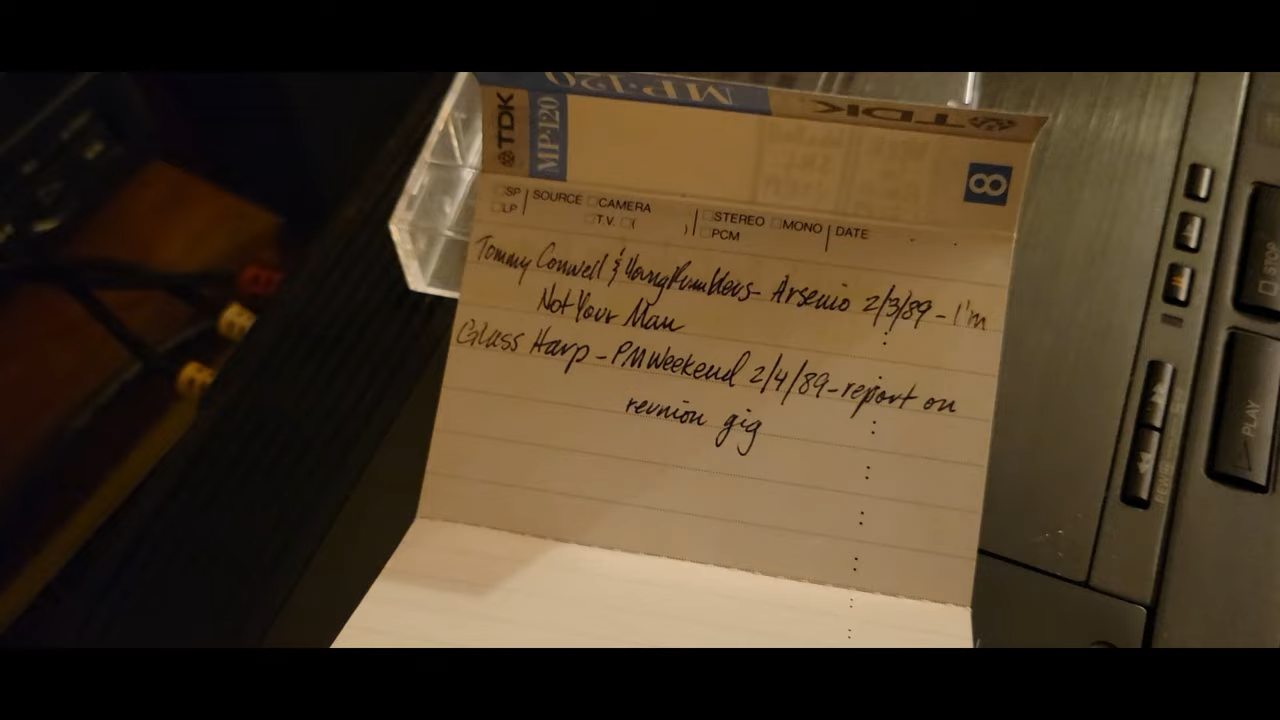 MP-120 TDK
TDK MP-120
8
SP SOURCE CAMERA STEREO MONO DATE
LP T.V. ( ) PCM
Tommy Conwell & Young Rumblers - Arsenio 2/3/89 - I'm
Not Your Man
Glass Harp - PM Weekend 2/4/89 - report on
reunion gig
STOP
PLAY